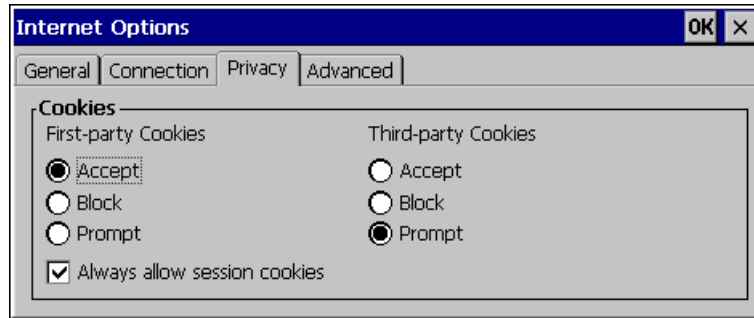 Internet Options OK ×
General Connection Privacy Advanced
Cookies
First-party Cookies Third-party Cookies
Accept Accept
Block Block
Prompt Prompt
Always allow session cookies